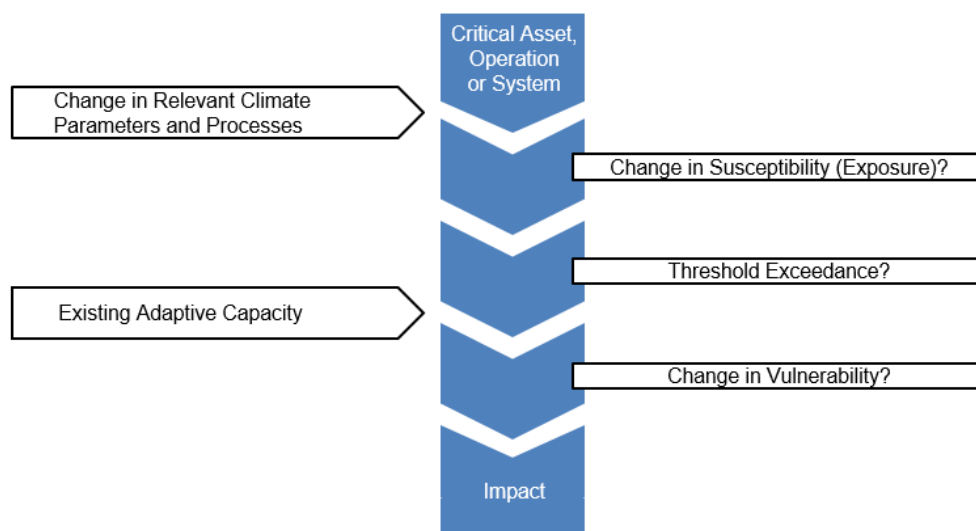 Critical Asset,
Operation
or System
Change in Relevant Climate
Parameters and Processes
Change in Susceptibility (Exposure)?
Threshold Exceedance?
Existing Adaptive Capacity
Change in Vulnerability?
Impact